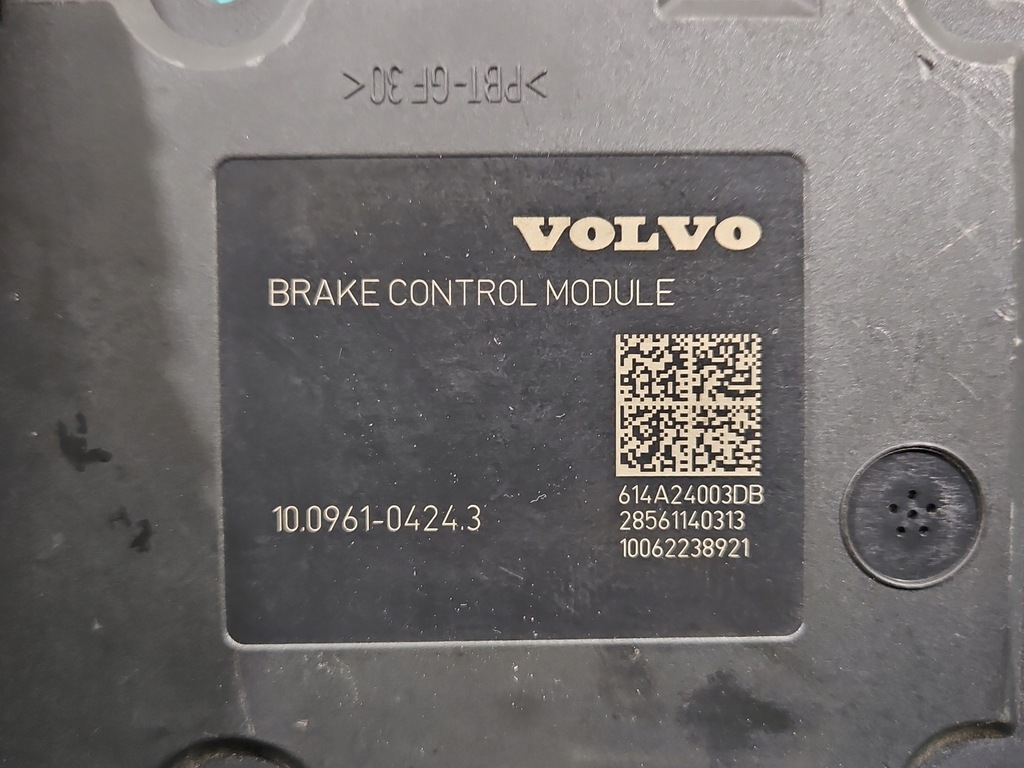 >PBT-GF 30<
VOLVO
BRAKE CONTROL MODULE
614A24003DB
10.0961-0424.3
28561140313
10062238921